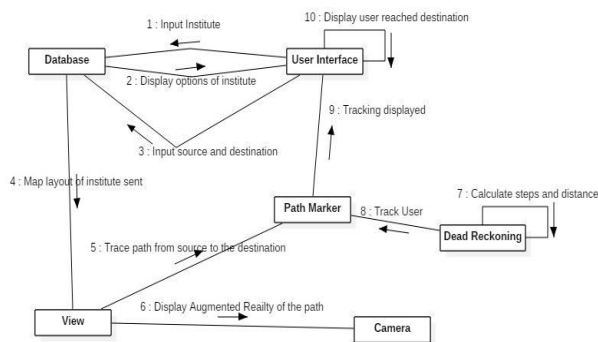 10 : Display user reached destination
1 : Input Institute
Database
User Interface
2 : Display options of institute
9 : Tracking displayed
3 : Input source and destination
4 : Map layout of institute sent
7 : Calculate steps and distance
Path Marker
8 : Track User
Dead Reckoning
5 : Trace path from source to the destination
6 : Display Augmented Reailty of the path
View
Camera